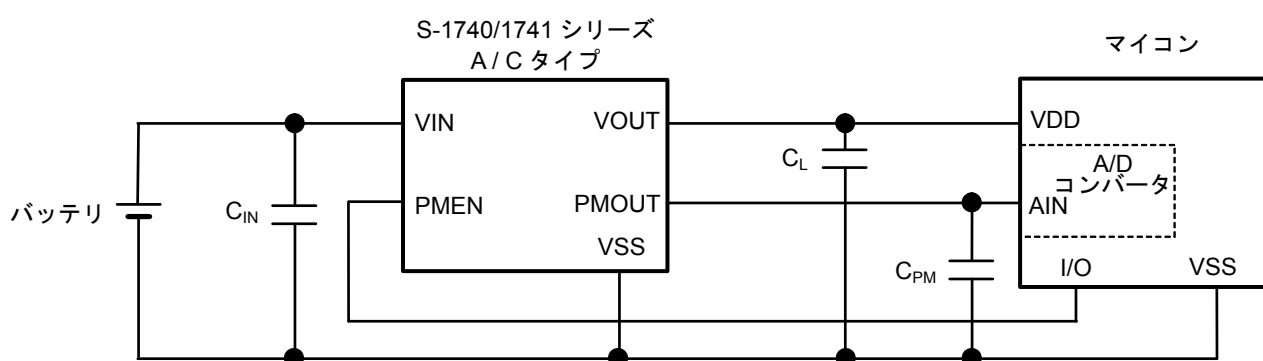 S-1740/1741 シリーズ
A / C タイプ
マイコン
VIN
VOUT
VDD
CL
A/D
コンバータ
バッテリ
CIN
PMEN
PMOUT
AIN
VSS
CPM
I/O
VSS